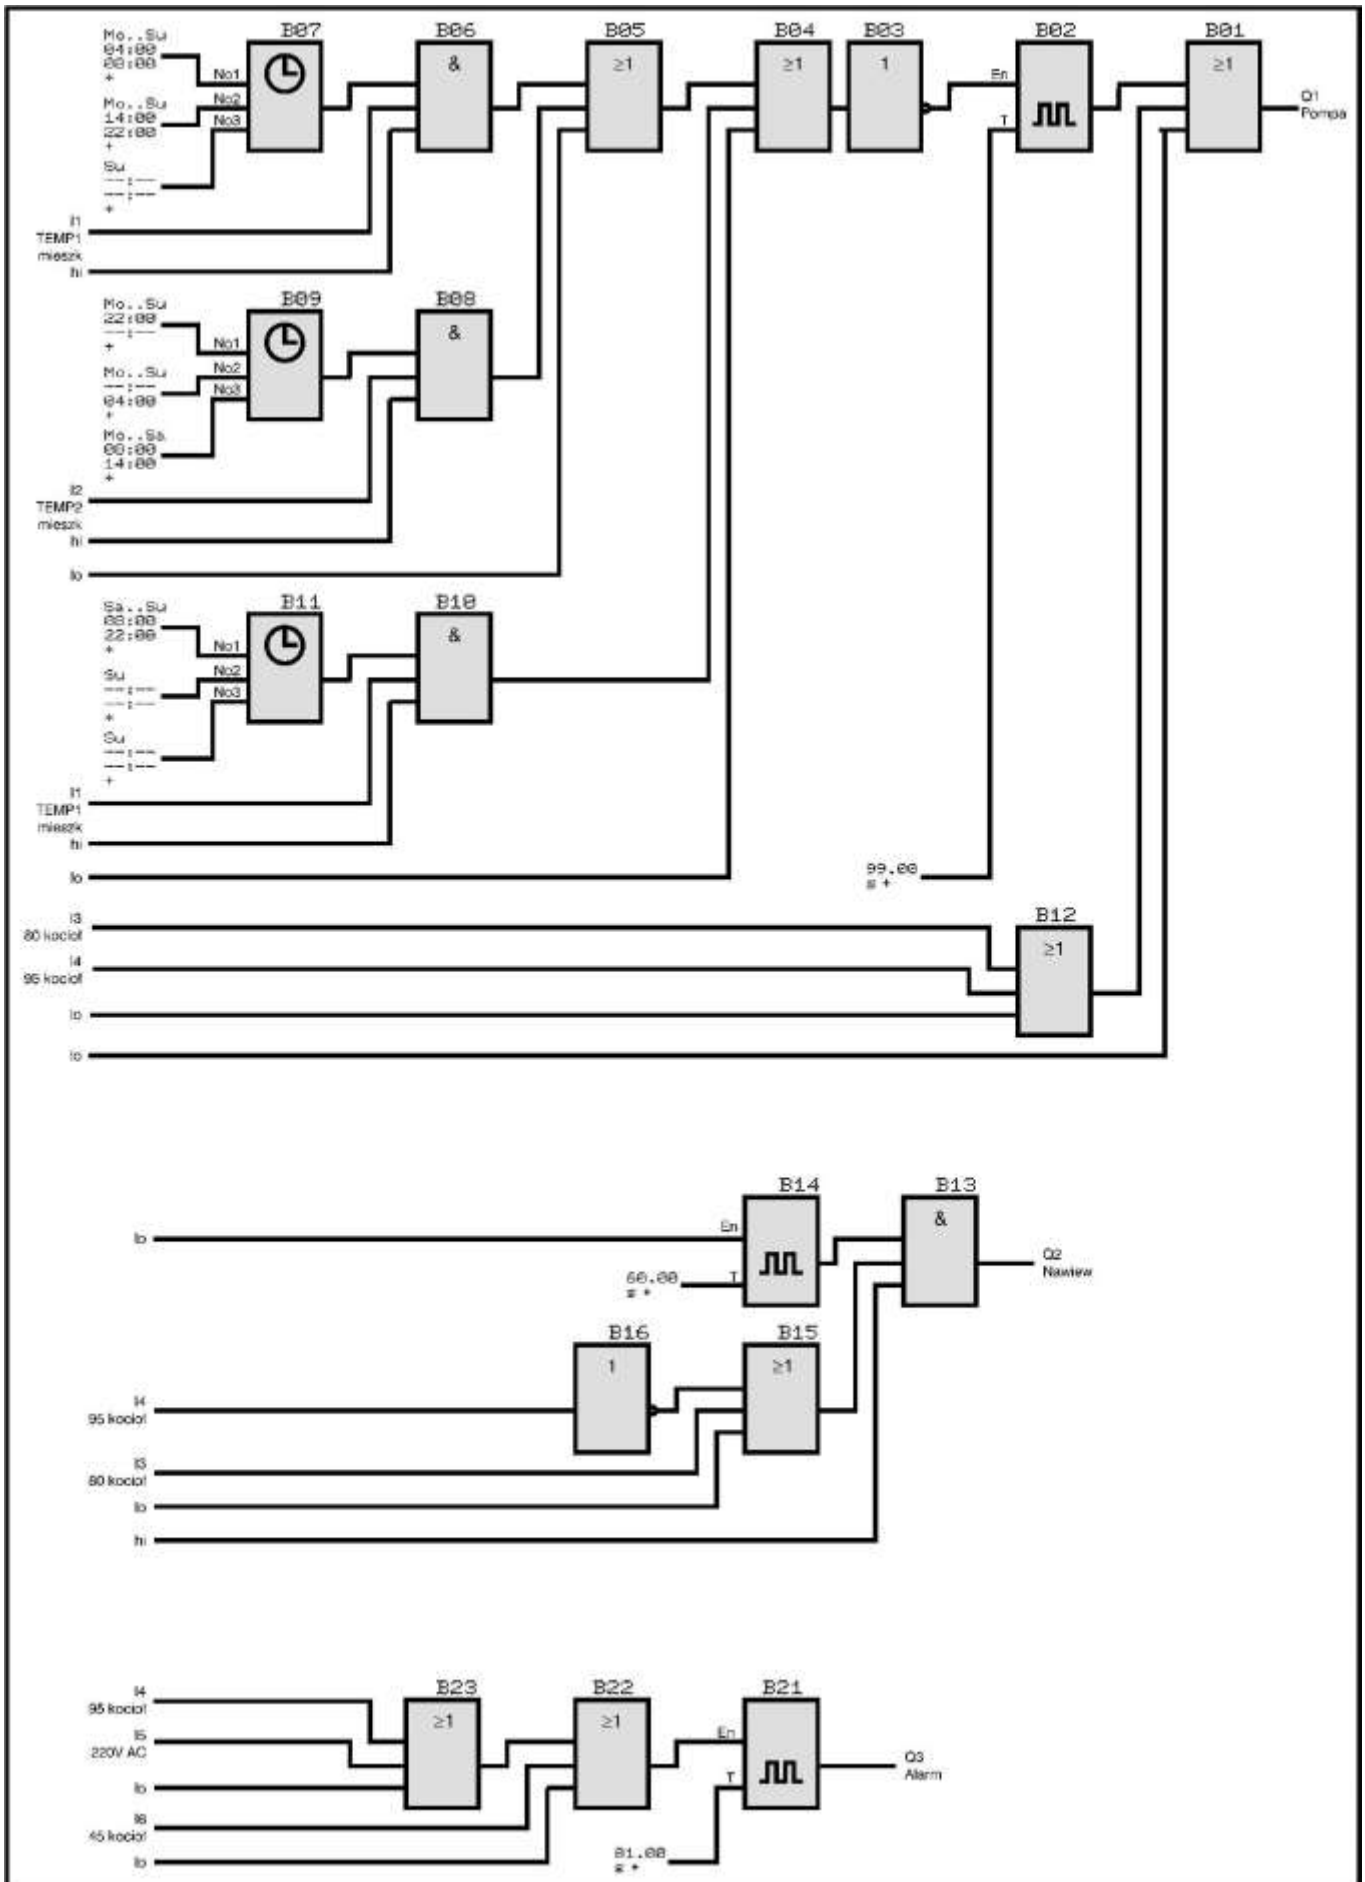 B07
B06
B05
B04
B03
B02
B01
&
≥1
≥1
1
≥1
Mo..Su
04:00
08:00
+
No1
No2
No3
Mo..Su
14:00
22:00
+
Su
--:--
--:--
+
En
T
Q1
Pompa
I1
TEMP1
mieszk
hi
B09
B08
&
Mo..Su
22:00
--:--
+
No1
No2
No3
Mo..Su
--:--
04:00
+
Mo..Sa
08:00
14:00
+
I2
TEMP2
mieszk
hi
lo
B11
B10
&
Sa..Su
08:00
22:00
+
No1
No2
No3
Su
--:--
--:--
+
Su
--:--
--:--
+
I1
TEMP1
mieszk
hi
lo
99.00
s +
I3
80 kocioł
I4
95 kocioł
lo
lo
B12
≥1
B14
B13
&
lo
En
60.00
s +
T
Q2
Nawiew
B16
B15
1
≥1
I4
95 kocioł
I3
80 kocioł
lo
hi
B23
B22
B21
≥1
≥1
I4
95 kocioł
I5
220V AC
lo
I6
45 kocioł
lo
En
T
01.00
s +
Q3
Alarm